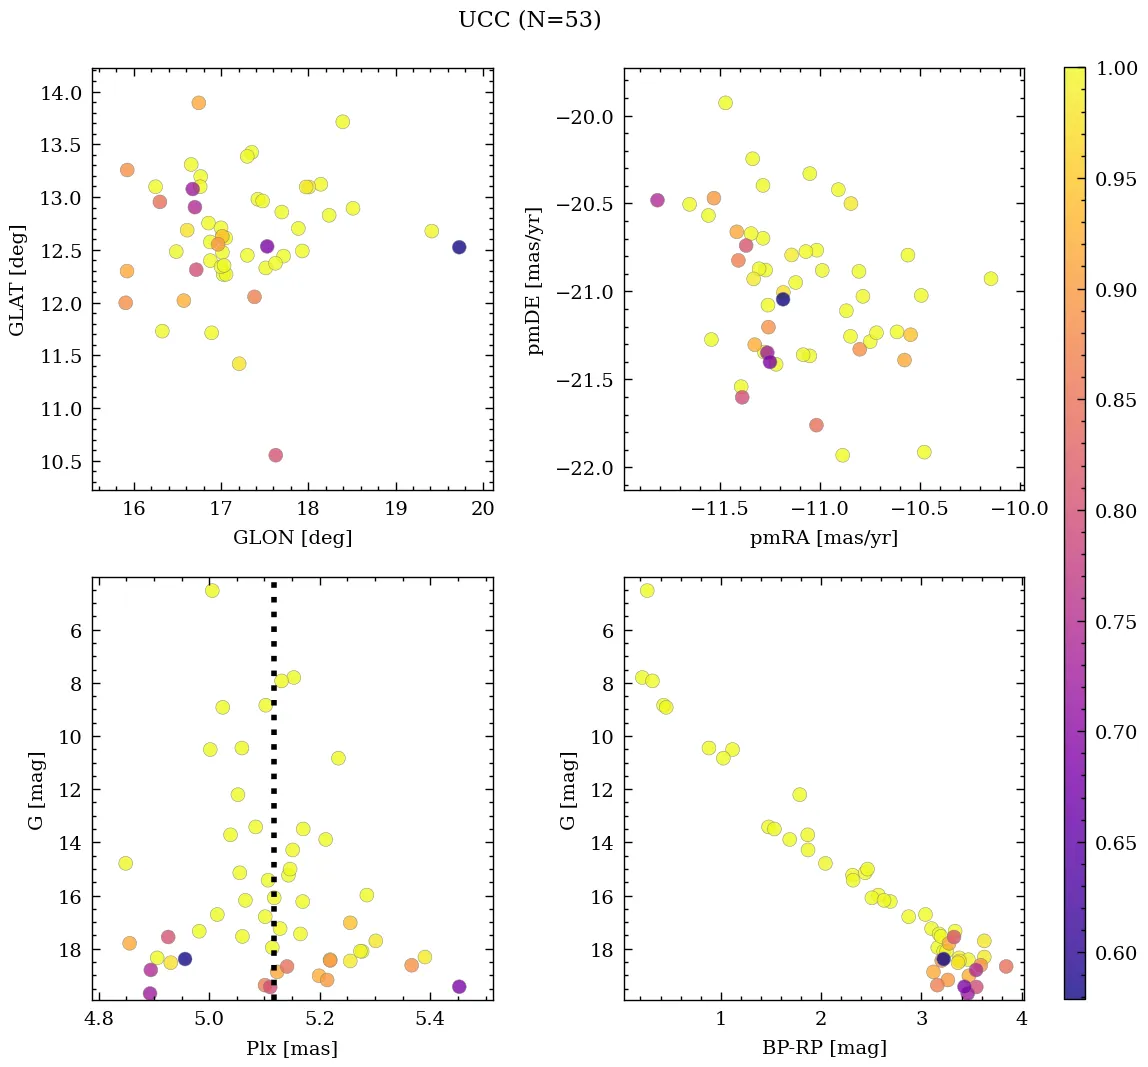 UCC (N=53)
14.0
13.5
13.0
12.5
12.0
11.5
11.0
10.5
GLAT [deg]
16 17 18 19 20
GLON [deg]
−20.0
−20.5
−21.0
−21.5
−22.0
pmDE [mas/yr]
−11.5 −11.0 −10.5 −10.0
pmRA [mas/yr]
6
8
10
12
14
16
18
G [mag]
4.8 5.0 5.2 5.4
Plx [mas]
6
8
10
12
14
16
18
G [mag]
1 2 3 4
BP-RP [mag]
1.00
0.95
0.90
0.85
0.80
0.75
0.70
0.65
0.60